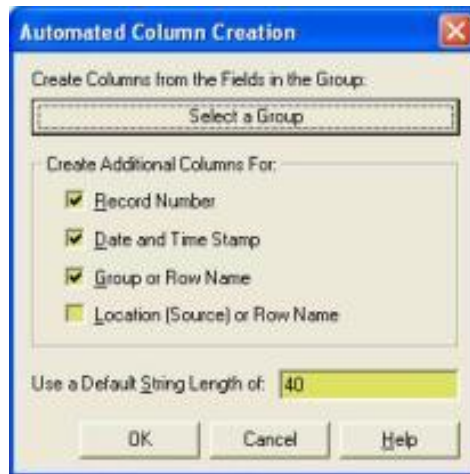 Automated Column Creation
Create Columns from the Fields in the Group:
Select a Group
Create Additional Columns For:
Record Number
Date and Time Stamp
Group or Row Name
Location (Source) or Row Name
Use a Default String Length of: 40
OK Cancel Help